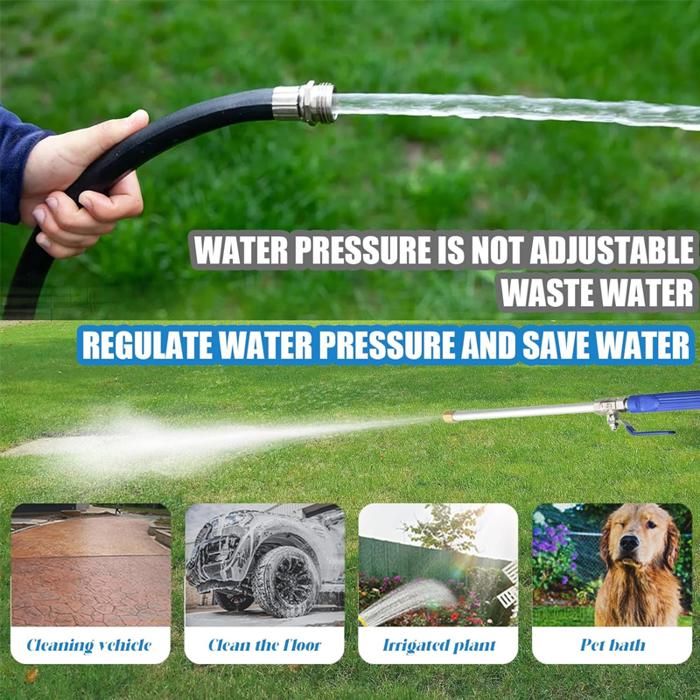 WATER PRESSURE IS NOT ADJUSTABLE
WASTE WATER
REGULATE WATER PRESSURE AND SAVE WATER
Cleaning vehicle
Clean the floor
Irrigated plant
Pet bath